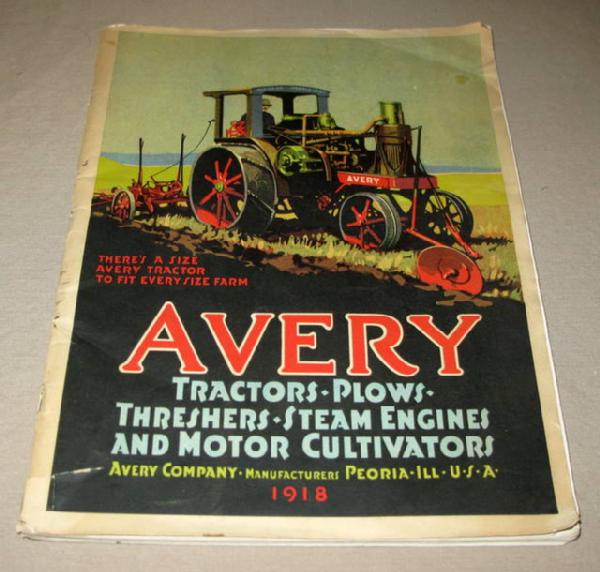 AVERY
THERE'S A SIZE
AVERY TRACTOR
TO FIT EVERY SIZE FARM
AVERY
TRACTORS-PLOWS-
THRESHERS-STEAM ENGINES
AND MOTOR CULTIVATORS
AVERY COMPANY-MANUFACTURERS PEORIA-ILL-U-S-A-
1918